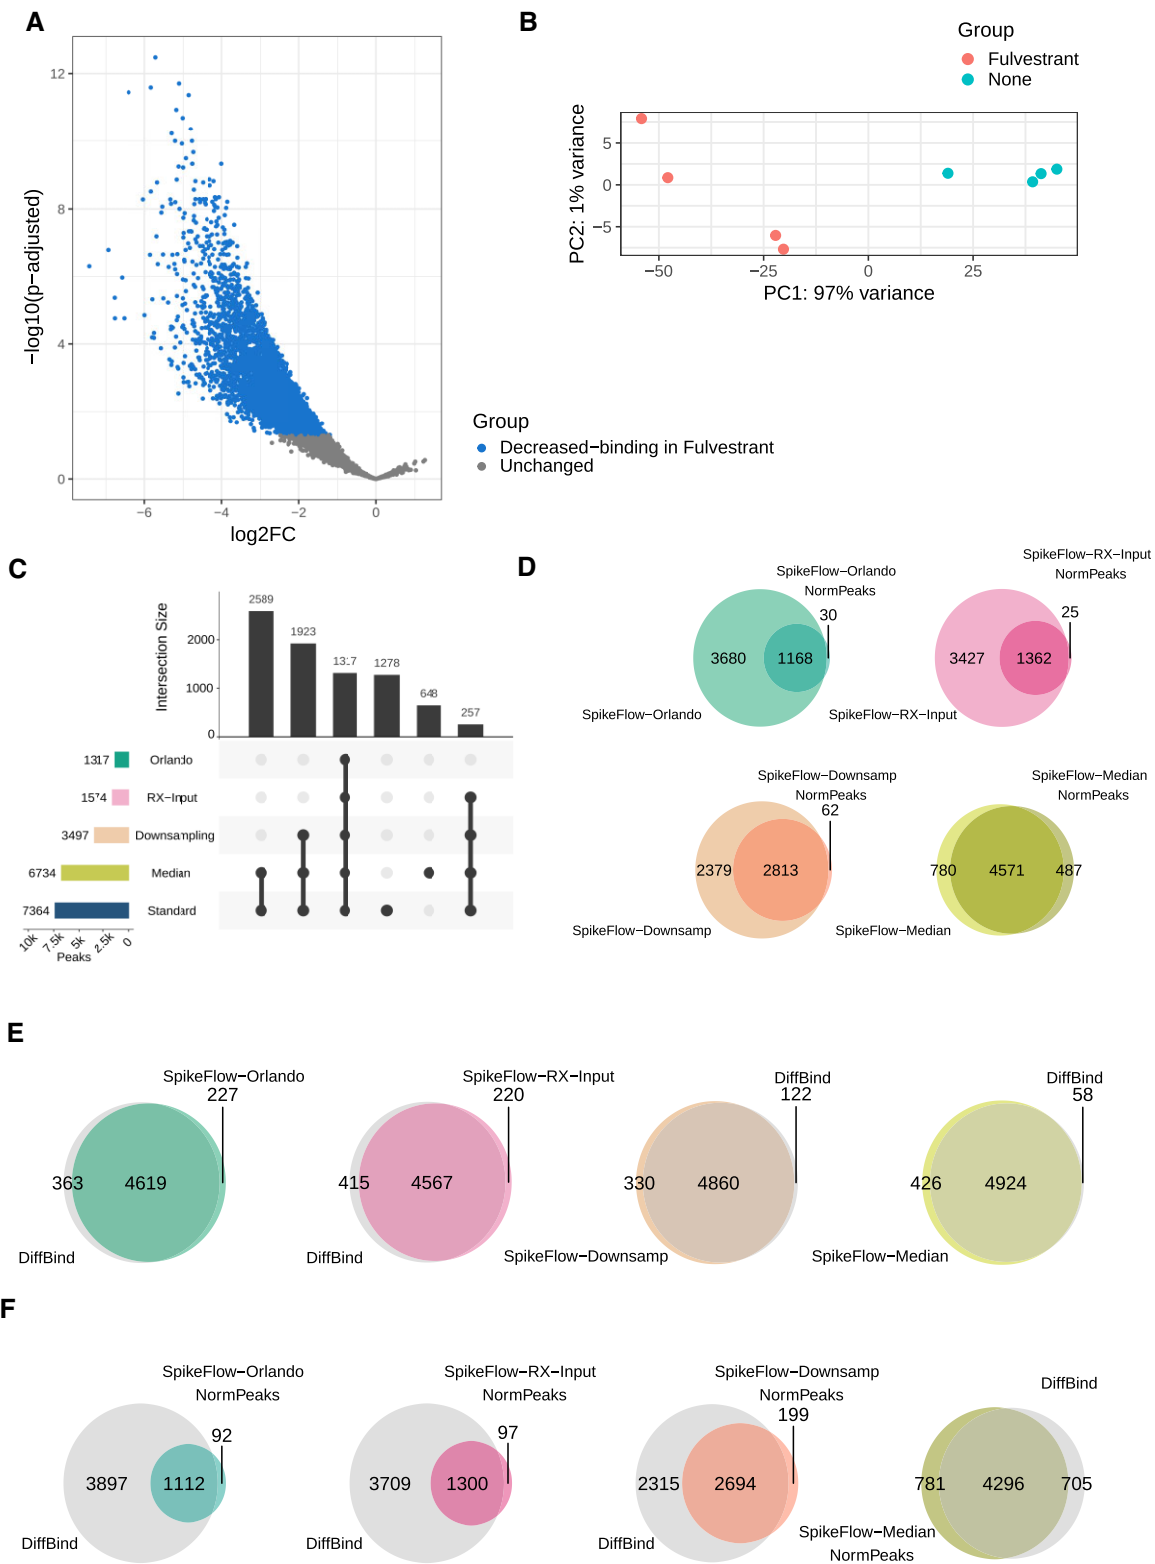 A
12
8
4
0
−log10(p−adjusted)
−6
−4
−2
0
log2FC
Group
Decreased−binding in Fulvestrant
Unchanged
B
Group
Fulvestrant
None
PC2: 1% variance
5
0
−5
−50
−25
0
25
PC1: 97% variance
C
Intersection Size
2589
1923
1317
1278
648
257
2000
1000
0
1317
Orlando
1574
RX−Input
3497
Downsampling
6734
Median
7364
Standard
10k
7.5k
5k
2.5k
0
Peaks
D
SpikeFlow−Orlando
NormPeaks
30
3680
1168
SpikeFlow−Orlando
SpikeFlow−RX−Input
NormPeaks
25
3427
1362
SpikeFlow−RX−Input
SpikeFlow−Downsamp
NormPeaks
62
2379
2813
SpikeFlow−Downsamp
SpikeFlow−Median
NormPeaks
780
4571
487
SpikeFlow−Median
E
SpikeFlow−Orlando
227
363
4619
DiffBind
SpikeFlow−RX−Input
220
415
4567
DiffBind
DiffBind
122
330
4860
SpikeFlow−Downsamp
DiffBind
58
426
4924
SpikeFlow−Median
F
SpikeFlow−Orlando
NormPeaks
92
3897
1112
DiffBind
SpikeFlow−RX−Input
NormPeaks
97
3709
1300
DiffBind
SpikeFlow−Downsamp
NormPeaks
199
2315
2694
DiffBind
DiffBind
781
4296
705
SpikeFlow−Median
NormPeaks